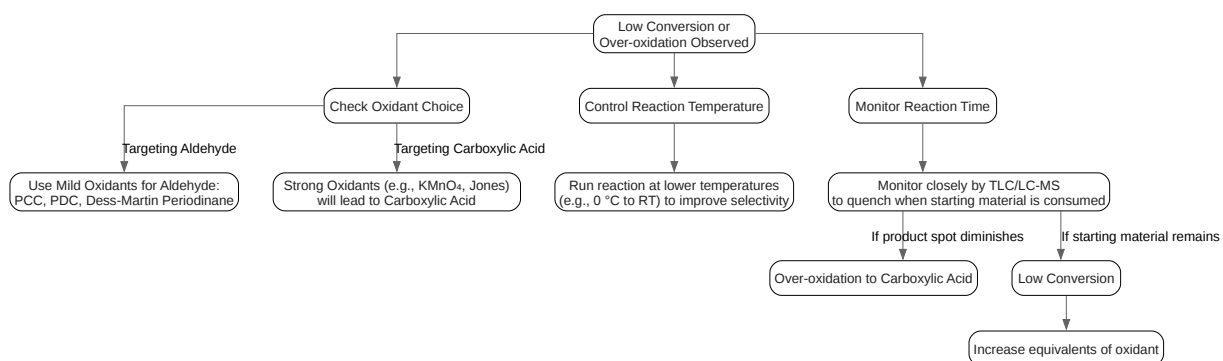 Low Conversion or
Over-oxidation Observed
Check Oxidant Choice
Control Reaction Temperature
Monitor Reaction Time
Targeting Aldehyde
Targeting Carboxylic Acid
Use Mild Oxidants for Aldehyde:
PCC, PDC, Dess-Martin Periodinane
Strong Oxidants (e.g., KMnO₄, Jones)
will lead to Carboxylic Acid
Run reaction at lower temperatures
(e.g., 0 °C to RT) to improve selectivity
Monitor closely by TLC/LC-MS
to quench when starting material is consumed
If product spot diminishes
If starting material remains
Over-oxidation to Carboxylic Acid
Low Conversion
Increase equivalents of oxidant